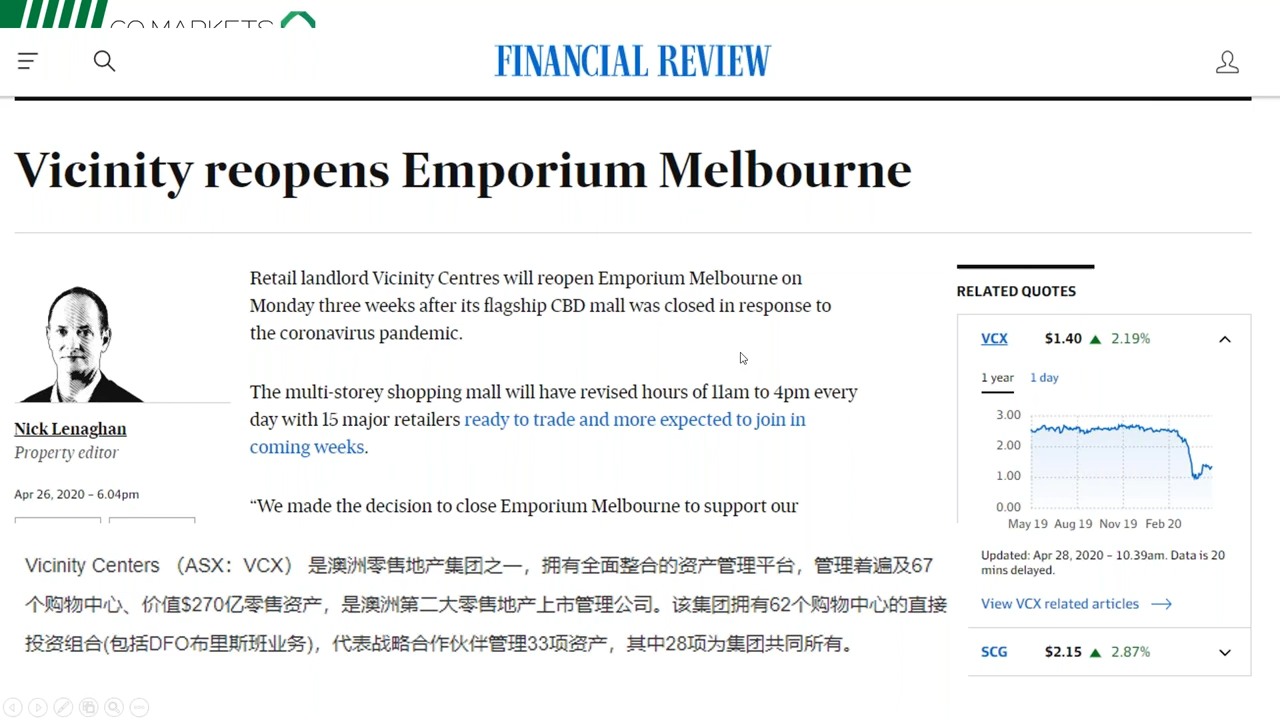 GO MARKETS
FINANCIAL REVIEW
Vicinity reopens Emporium Melbourne
Nick Lenaghan
Property editor
Apr 26, 2020 – 6.04pm
Retail landlord Vicinity Centres will reopen Emporium Melbourne on
Monday three weeks after its flagship CBD mall was closed in response to
the coronavirus pandemic.
The multi-storey shopping mall will have revised hours of 11am to 4pm every
day with 15 major retailers ready to trade and more expected to join in
coming weeks.
“We made the decision to close Emporium Melbourne to support our
RELATED QUOTES
VCX $1.40 ▲ 2.19%
1 year 1 day
3.00
2.00
1.00
0.00
May 19 Aug 19 Nov 19 Feb 20
Updated: Apr 28, 2020 – 10.39am. Data is 20
mins delayed.
View VCX related articles →
SCG $2.15 ▲ 2.87%
Vicinity Centers （ASX：VCX） 是澳洲零售地产集团之一，拥有全面整合的资产管理平台，管理着遍及67
个购物中心、价值$270亿零售资产，是澳洲第二大零售地产上市管理公司。该集团拥有62个购物中心的直接
投资组合(包括DFO布里斯班业务)，代表战略合作伙伴管理33项资产，其中28项为集团共同所有。